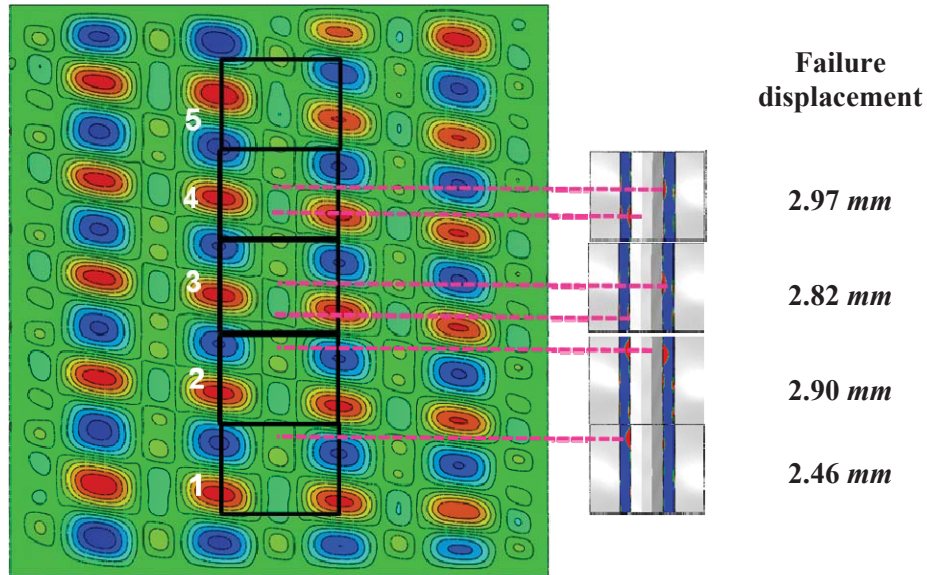 Failure
displacement
5
4
2.97 mm
3
2.82 mm
2
2.90 mm
1
2.46 mm